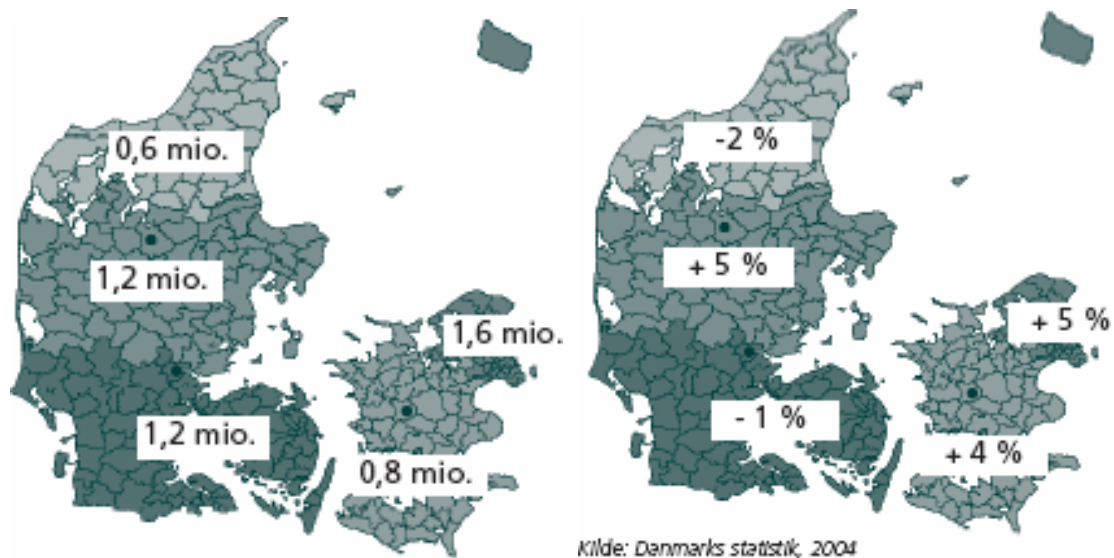 0,6 mio.
1,2 mio.
1,6 mio.
1,2 mio.
0,8 mio.
-2 %
+ 5 %
+ 5 %
- 1 %
+ 4 %
Kilde: Danmarks statistik, 2004